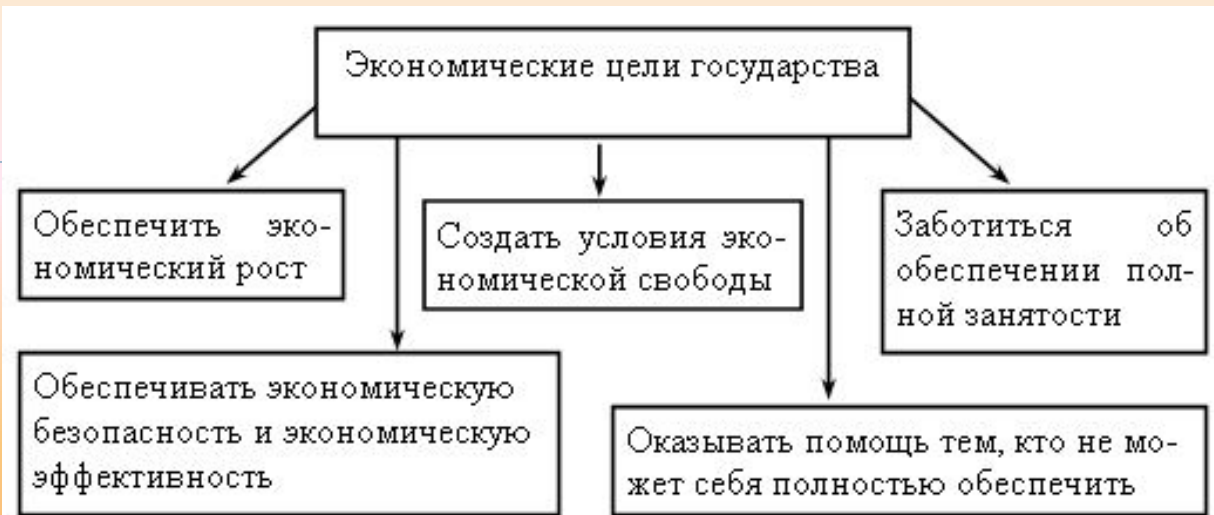 Экономические цели государства
Обеспечить эко-
номический рост
Создать условия эко-
номической свободы
Заботиться об
обеспечении пол-
ной занятости
Обеспечивать экономическую
безопасность и экономическую
эффективность
Оказывать помощь тем, кто не мо-
жет себя полностью обеспечить